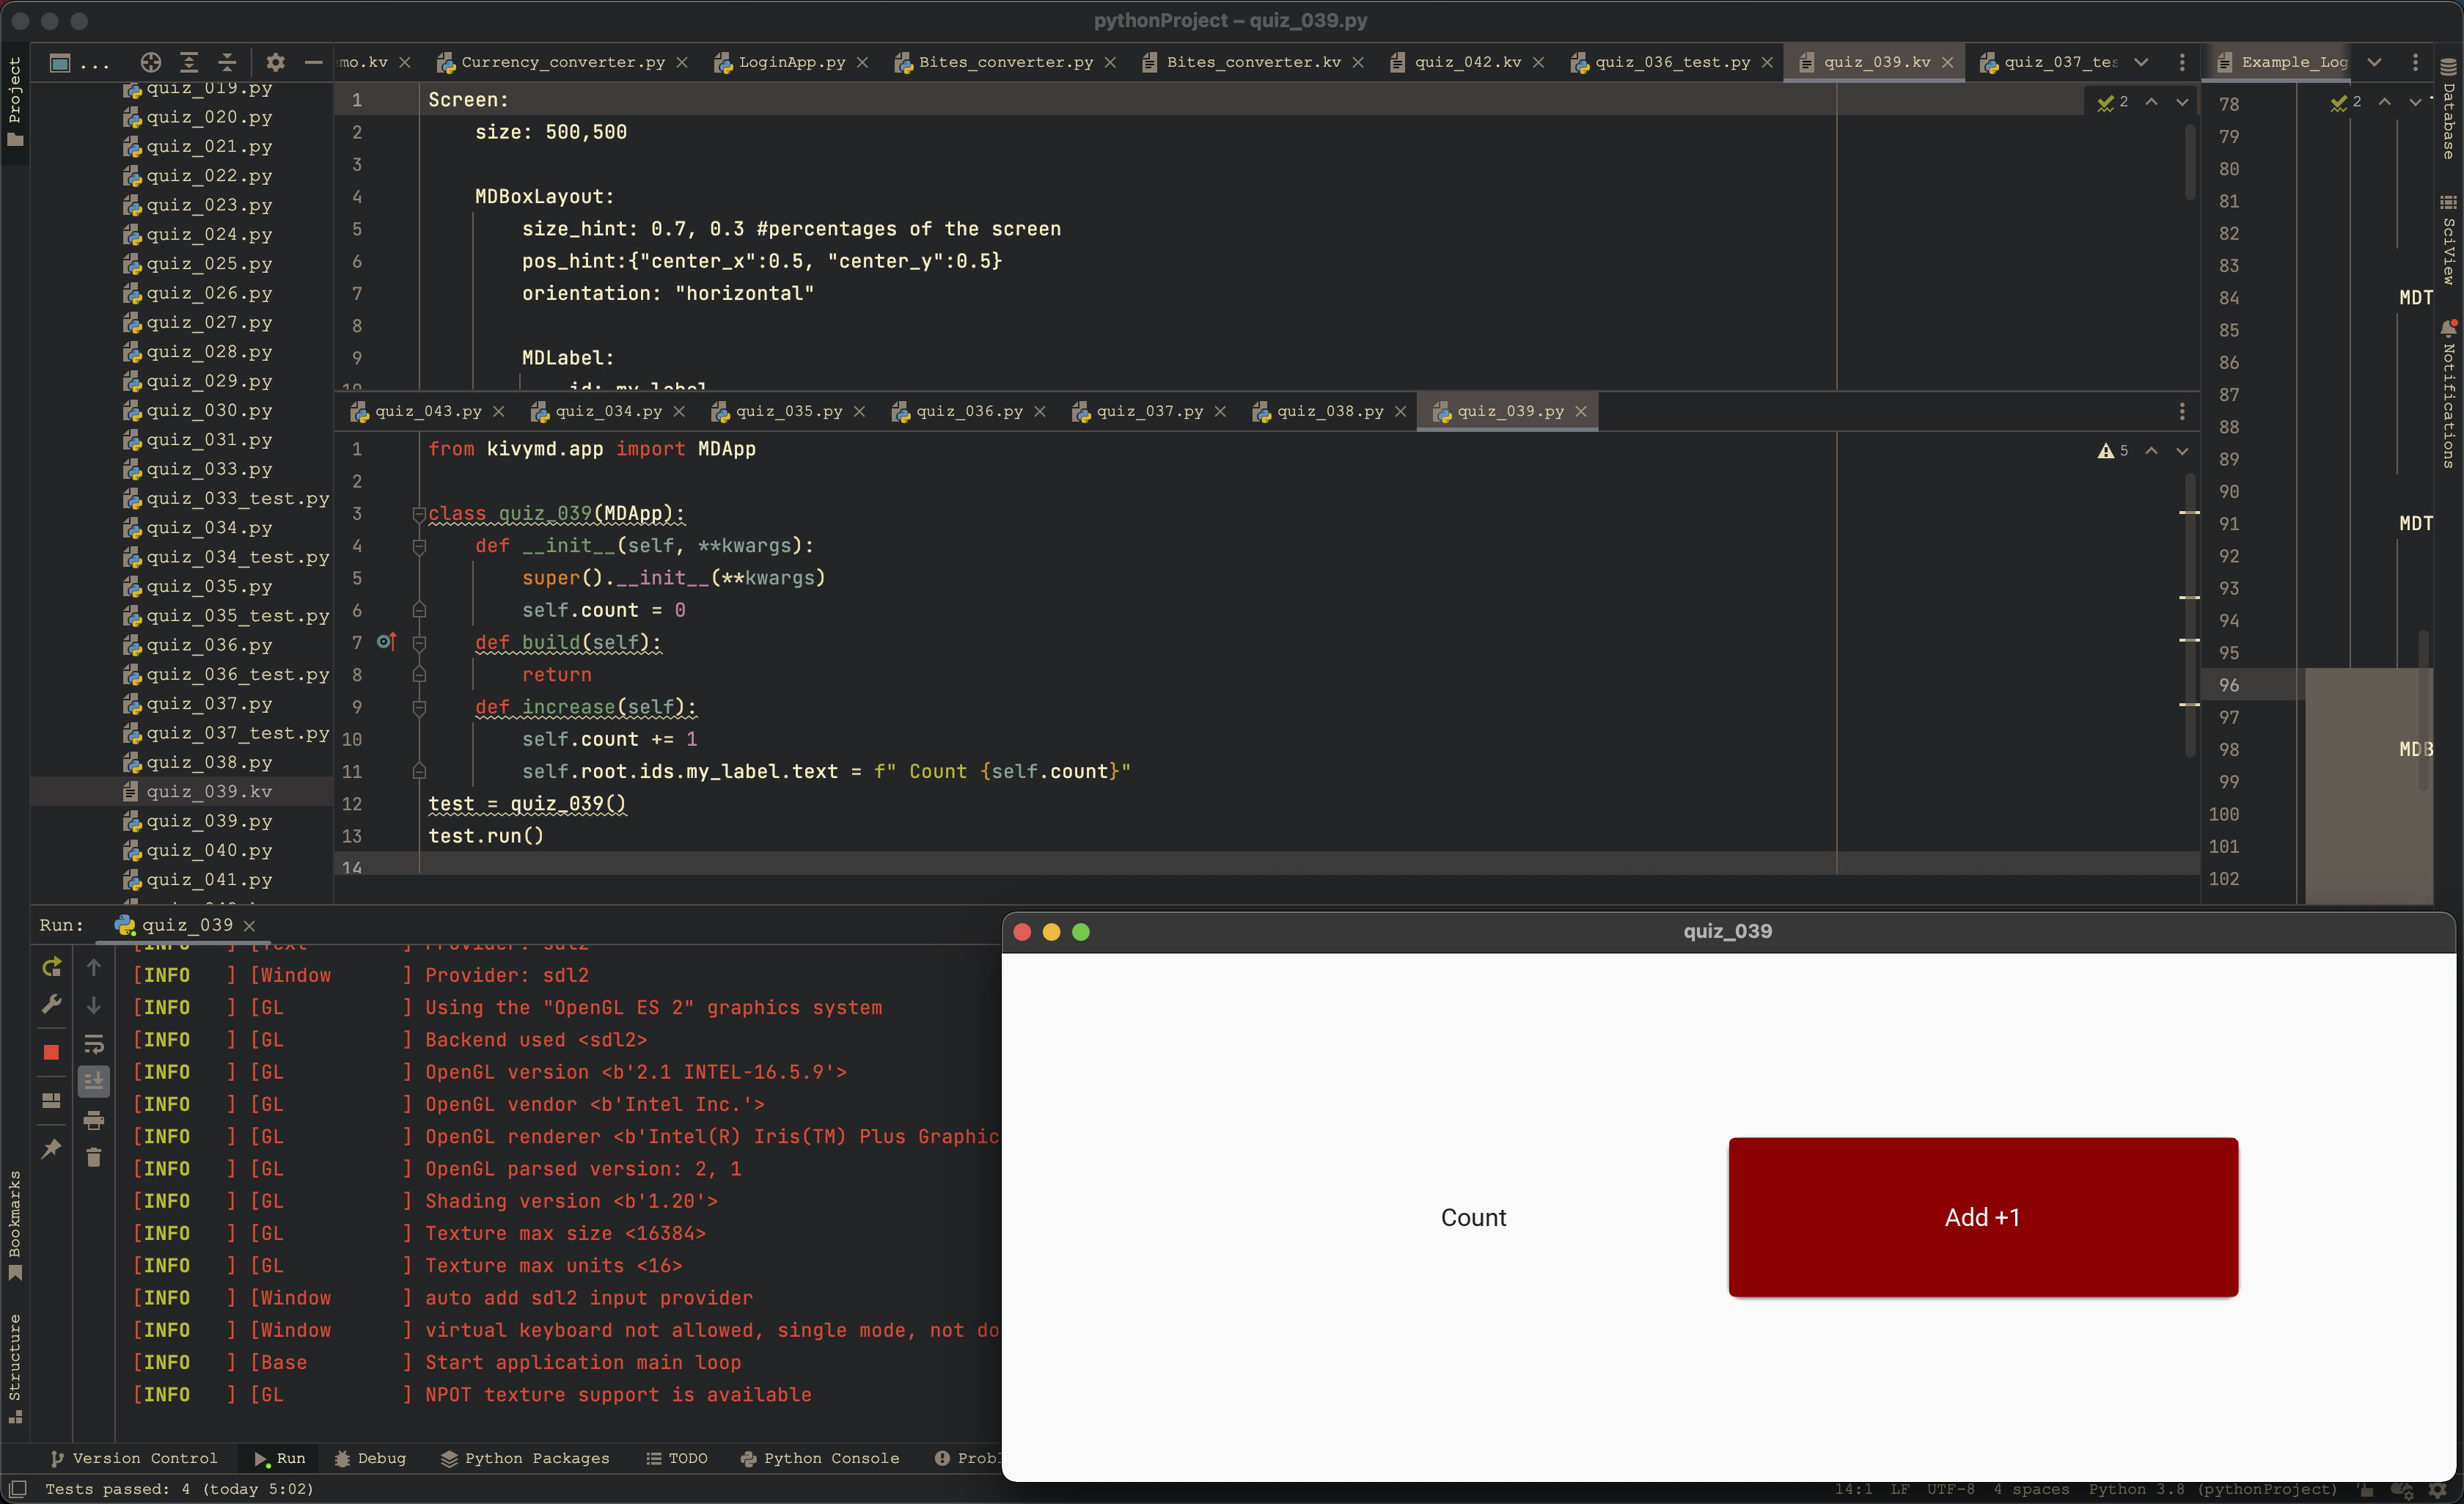 pythonProject – quiz_039.py
Project
...
mo.kv
Currency_converter.py
LoginApp.py
Bites_converter.py
Bites_converter.kv
quiz_042.kv
quiz_036_test.py
quiz_039.kv
quiz_037_tes
Example_Log
quiz_019.py
quiz_020.py
quiz_021.py
quiz_022.py
quiz_023.py
quiz_024.py
quiz_025.py
quiz_026.py
quiz_027.py
quiz_028.py
quiz_029.py
quiz_030.py
quiz_031.py
quiz_033.py
quiz_033_test.py
quiz_034.py
quiz_034_test.py
quiz_035.py
quiz_035_test.py
quiz_036.py
quiz_036_test.py
quiz_037.py
quiz_037_test.py
quiz_038.py
quiz_039.kv
quiz_039.py
quiz_040.py
quiz_041.py
1 Screen:
2 size: 500,500
3
4 MDBoxLayout:
5 size_hint: 0.7, 0.3 #percentages of the screen
6 pos_hint:{"center_x":0.5, "center_y":0.5}
7 orientation: "horizontal"
8
9 MDLabel:
10 id: my_label
2
quiz_043.py
quiz_034.py
quiz_035.py
quiz_036.py
quiz_037.py
quiz_038.py
quiz_039.py
1 from kivymd.app import MDApp
2
3 class quiz_039(MDApp):
4 def __init__(self, **kwargs):
5 super().__init__(**kwargs)
6 self.count = 0
7 def build(self):
8 return
9 def increase(self):
10 self.count += 1
11 self.root.ids.my_label.text = f" Count {self.count}"
12 test = quiz_039()
13 test.run()
14
5
2
78
79
80
81
82
83
84 MDT
85
86
87
88
89
90
91 MDT
92
93
94
95
96
97
98 MDB
99
100
101
102
Database
SciView
Notifications
Run:
quiz_039
[INFO ] [Text ] Provider: sdl2
[INFO ] [Window ] Provider: sdl2
[INFO ] [GL ] Using the "OpenGL ES 2" graphics system
[INFO ] [GL ] Backend used <sdl2>
[INFO ] [GL ] OpenGL version <b'2.1 INTEL-16.5.9'>
[INFO ] [GL ] OpenGL vendor <b'Intel Inc.'>
[INFO ] [GL ] OpenGL renderer <b'Intel(R) Iris(TM) Plus Graphic
[INFO ] [GL ] OpenGL parsed version: 2, 1
[INFO ] [GL ] Shading version <b'1.20'>
[INFO ] [GL ] Texture max size <16384>
[INFO ] [GL ] Texture max units <16>
[INFO ] [Window ] auto add sdl2 input provider
[INFO ] [Window ] virtual keyboard not allowed, single mode, not do
[INFO ] [Base ] Start application main loop
[INFO ] [GL ] NPOT texture support is available
quiz_039
Count
Add +1
Bookmarks
Structure
Version Control
Run
Debug
Python Packages
TODO
Python Console
Probl
Tests passed: 4 (today 5:02)
14:1 LF UTF-8 4 spaces Python 3.8 (pythonProject)